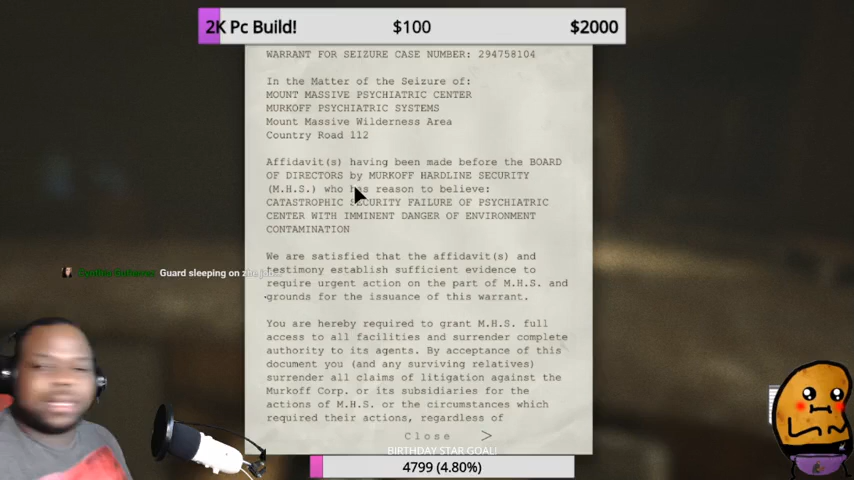 2K Pc Build!
$100
$2000
WARRANT FOR SEIZURE CASE NUMBER: 294758104
In the Matter of the Seizure of:
MOUNT MASSIVE PSYCHIATRIC CENTER
MURKOFF PSYCHIATRIC SYSTEMS
Mount Massive Wilderness Area
Country Road 112
Affidavit(s) having been made before the BOARD
OF DIRECTORS by MURKOFF HARDLINE SECURITY
(M.H.S.) who has reason to believe:
CATASTROPHIC SECURITY FAILURE OF PSYCHIATRIC
CENTER WITH IMMINENT DANGER OF ENVIRONMENT
CONTAMINATION
We are satisfied that the affidavit(s) and
testimony establish sufficient evidence to
require urgent action on the part of M.H.S. and
grounds for the issuance of this warrant.
You are hereby required to grant M.H.S. full
access to all facilities and surrender complete
authority to its agents. By acceptance of this
document you (and any surviving relatives)
surrender all claims of litigation against the
Murkoff Corp. or its subsidiaries for the
actions of M.H.S. or the circumstances which
required their actions, regardless of
Close >
Guard sleeping on
BIRTHDAY STAR GOAL!
4799 (4.80%)